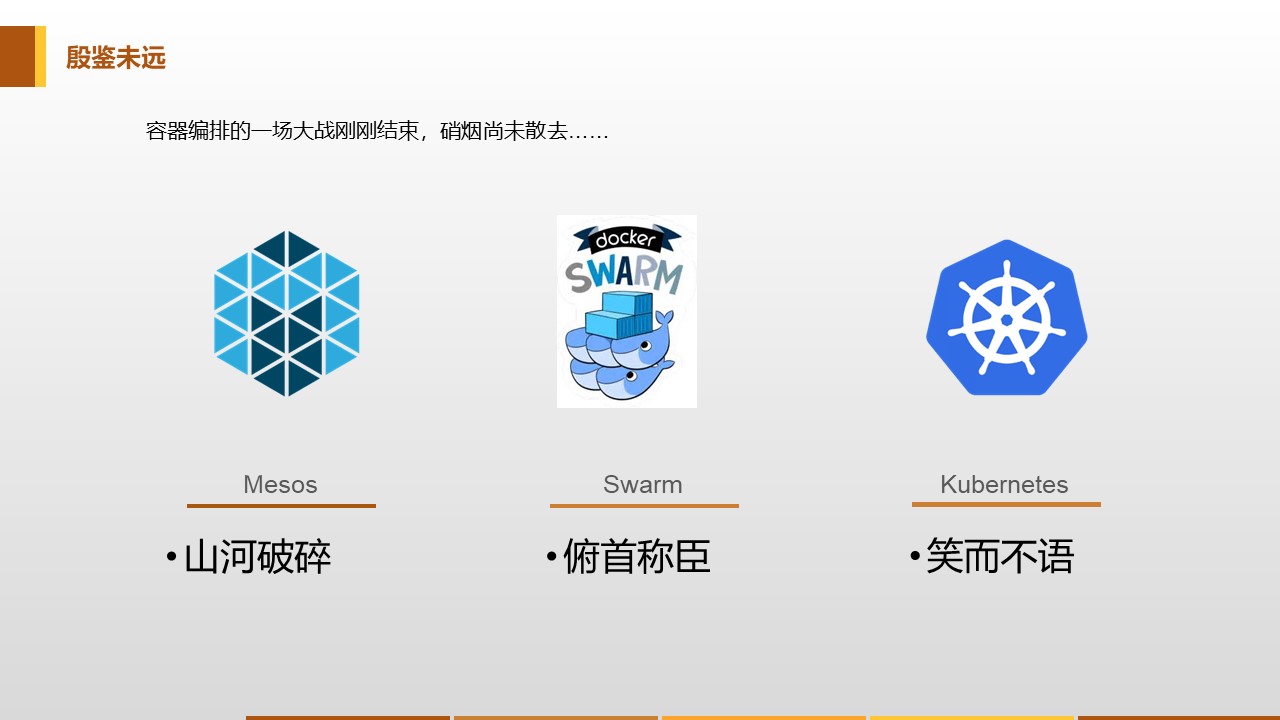 殷鉴未远
容器编排的一场大战刚刚结束，硝烟尚未散去……
docker
SWARM
Mesos
Swarm
Kubernetes
•山河破碎
•俯首称臣
•笑而不语